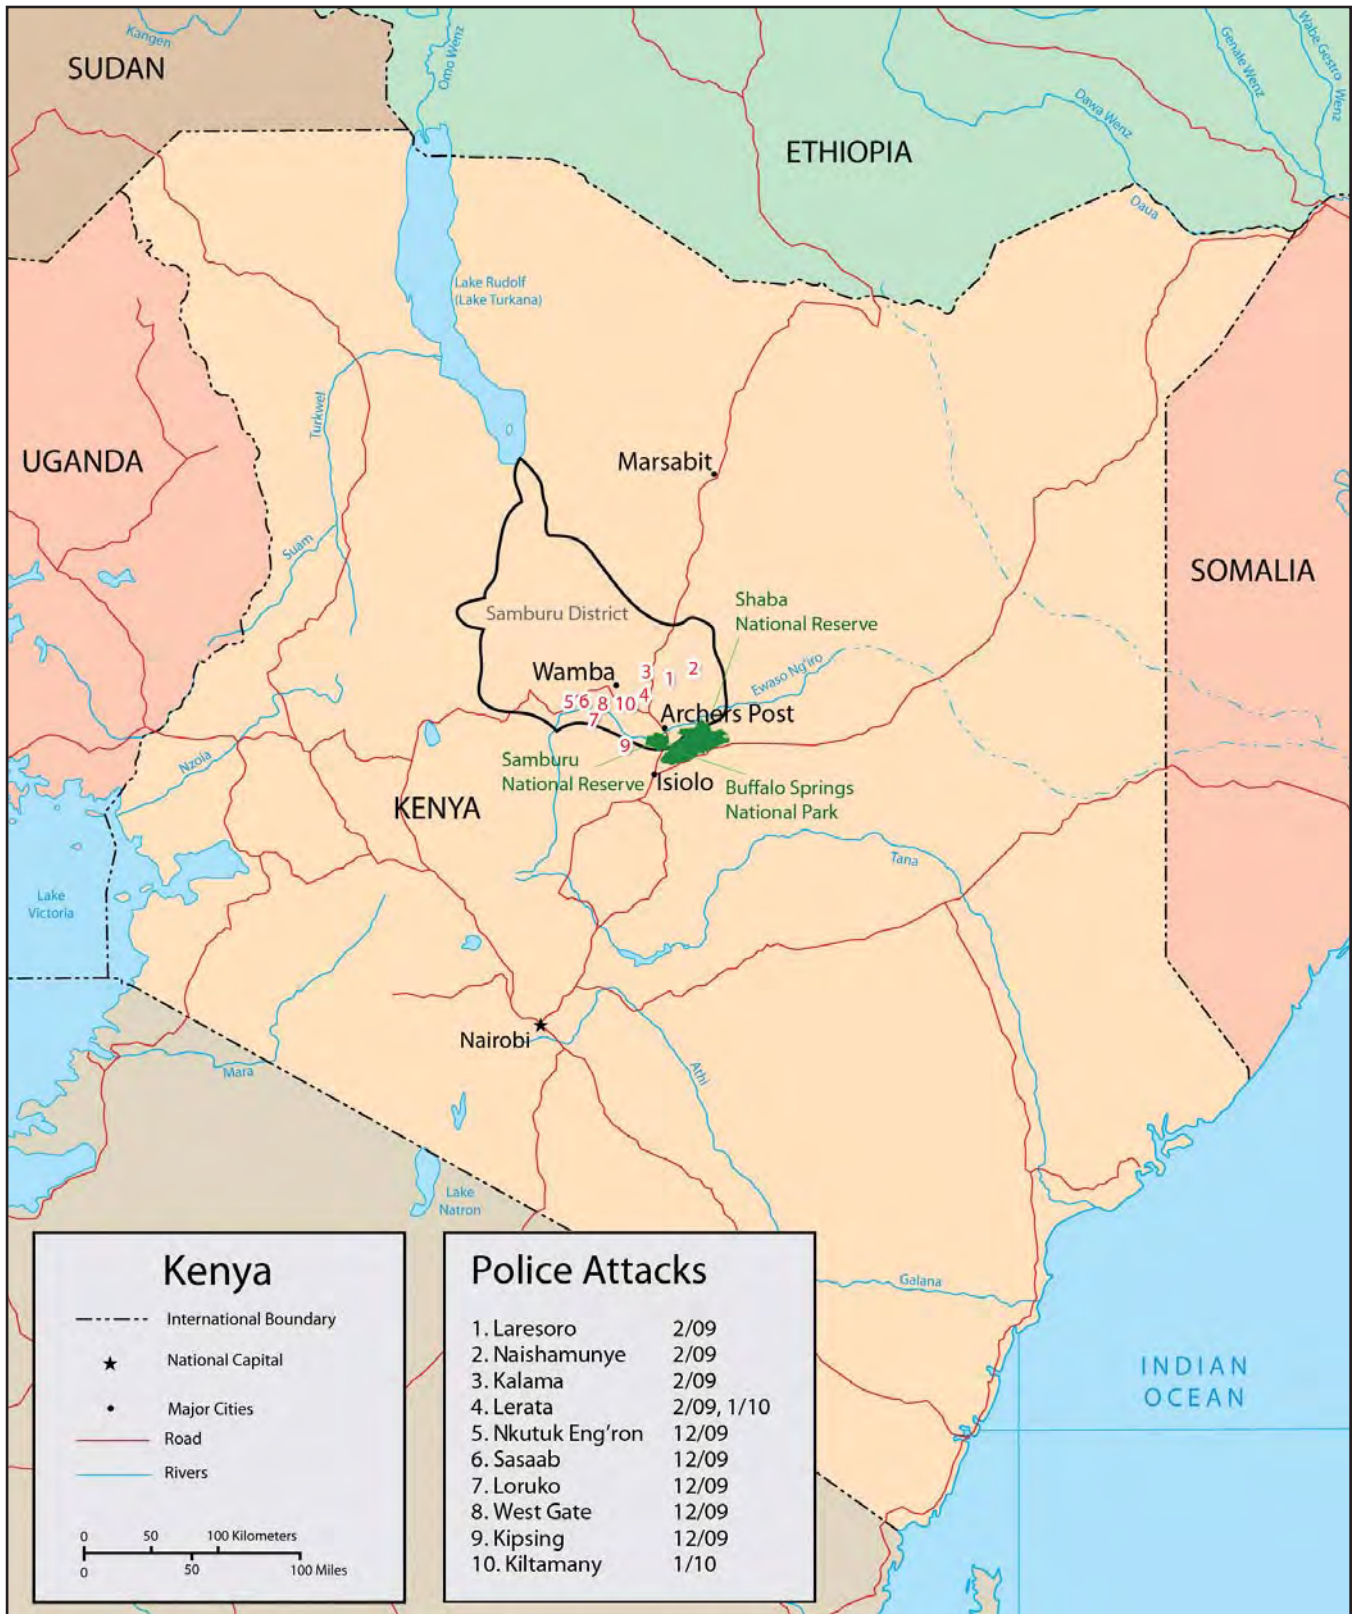 Kangen
SUDAN
Omo Wenz
Genale Wenz
Wabe Gestro
Wenz
Dawa Wenz
ETHIOPIA
Daua
Lake Rudolf
(Lake Turkana)
Turkwel
UGANDA
Marsabit
Suam
SOMALIA
Samburu District
Shaba
National Reserve
Wamba
3
1
2
Ewaso Ng'iro
5
6
8
10
4
7
Archers Post
9
Nzoia
Samburu
National Reserve
Isiolo
Buffalo Springs
National Park
KENYA
Tana
Lake
Victoria
Nairobi
Mara
Athi
Lake
Natron
Galana
INDIAN
OCEAN
Kenya
International Boundary
National Capital
Major Cities
Road
Rivers
0 50 100 Kilometers
0 50 100 Miles
Police Attacks
1. Laresoro 2/09
2. Naishamunye 2/09
3. Kalama 2/09
4. Lerata 2/09, 1/10
5. Nkutuk Eng'ron 12/09
6. Sasaab 12/09
7. Loruko 12/09
8. West Gate 12/09
9. Kipsing 12/09
10. Kiltamany 1/10